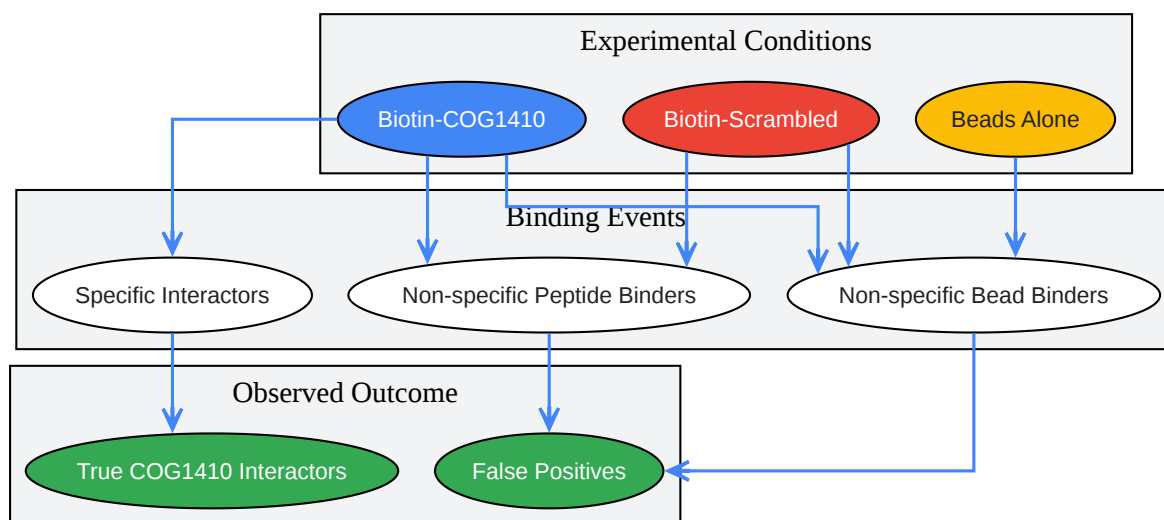 Experimental Conditions
Biotin-COG1410
Biotin-Scrambled
Beads Alone
Binding Events
Specific Interactors
Non-specific Peptide Binders
Non-specific Bead Binders
Observed Outcome
True COG1410 Interactors
False Positives